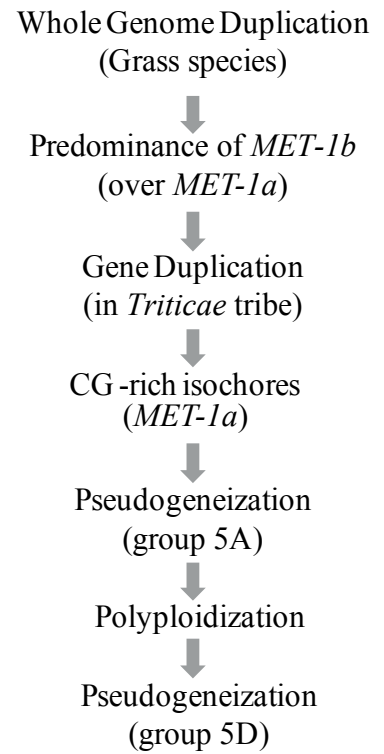 Whole Genome Duplication
(Grass species)
Predominance of MET-1b
(over MET-1a)
Gene Duplication
(in Triticae tribe)
CG -rich isochores
(MET-1a)
Pseudogeneization
(group 5A)
Polyploidization
Pseudogeneization
(group 5D)